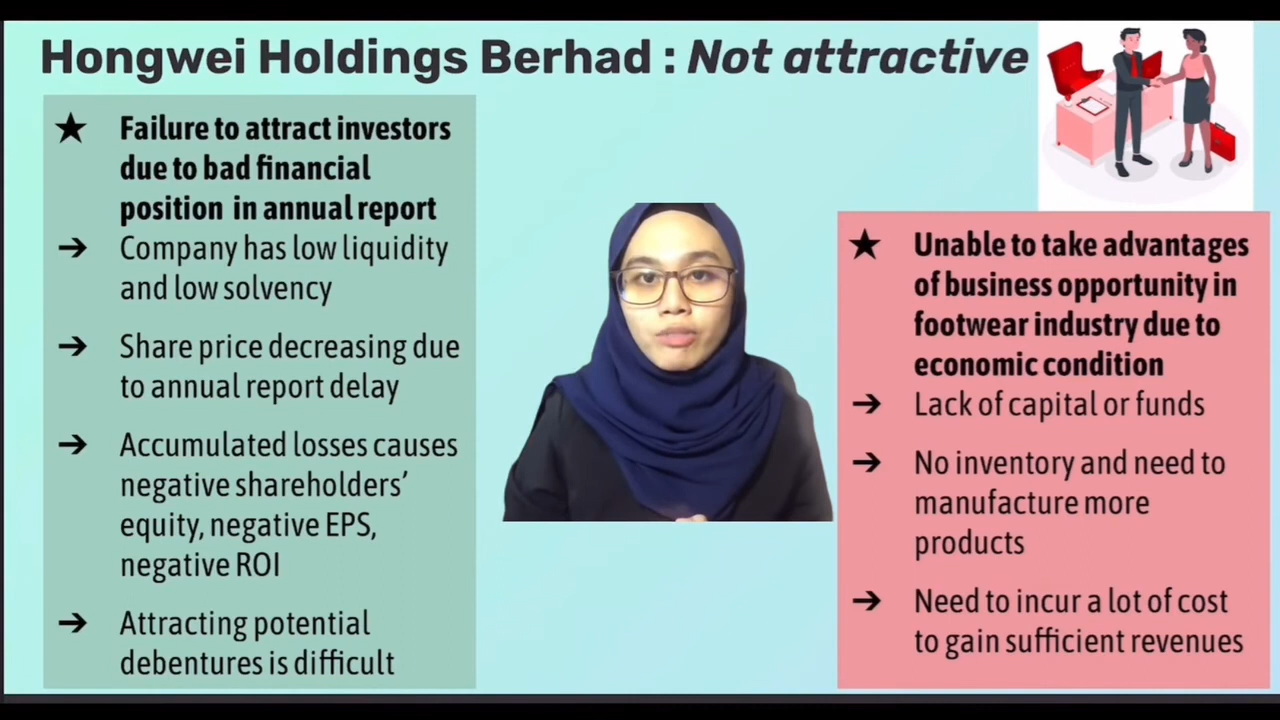 Hongwei Holdings Berhad : Not attractive
★ Failure to attract investors
due to bad financial
position in annual report
➔ Company has low liquidity
and low solvency
➔ Share price decreasing due
to annual report delay
➔ Accumulated losses causes
negative shareholders’
equity, negative EPS,
negative ROI
➔ Attracting potential
debentures is difficult
★ Unable to take advantages
of business opportunity in
footwear industry due to
economic condition
➔ Lack of capital or funds
➔ No inventory and need to
manufacture more
products
➔ Need to incur a lot of cost
to gain sufficient revenues